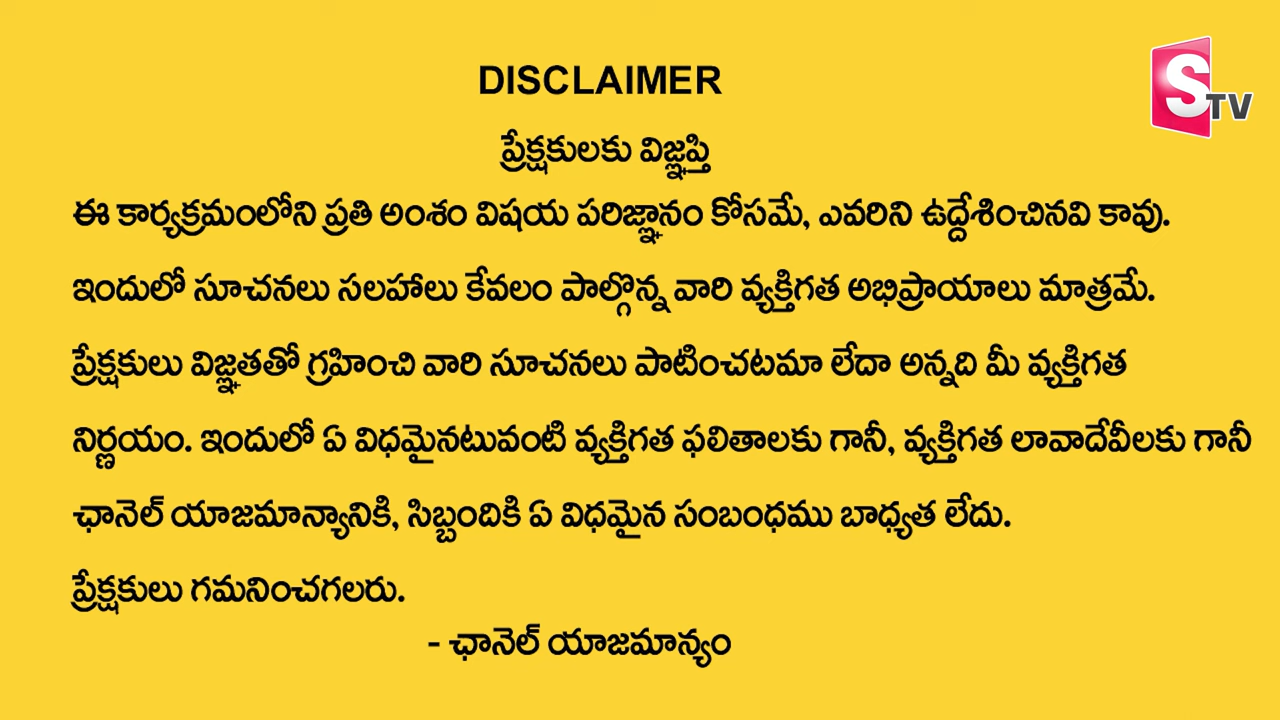 DISCLAIMER
S TV
ప్రేక్షకులకు విజ్ఞప్తి
ఈ కార్యక్రమంలోని ప్రతి అంశం విషయ పరిజ్ఞానం కోసమే, ఎవరిని ఉద్దేశించినవి కావు.
ఇందులో సూచనలు సలహాలు కేవలం పాల్గొన్న వారి వ్యక్తిగత అభిప్రాయాలు మాత్రమే.
ప్రేక్షకులు విజ్ఞతతో గ్రహించి వారి సూచనలు పాటించటమా లేదా అన్నది మీ వ్యక్తిగత
నిర్ణయం. ఇందులో ఏ విధమైనటువంటి వ్యక్తిగత ఫలితాలకు గానీ, వ్యక్తిగత లావాదేవీలకు గానీ
ఛానెల్ యాజమాన్యానికి, సిబ్బందికి ఏ విధమైన సంబంధము బాధ్యత లేదు.
ప్రేక్షకులు గమనించగలరు.
- ఛానెల్ యాజమాన్యం